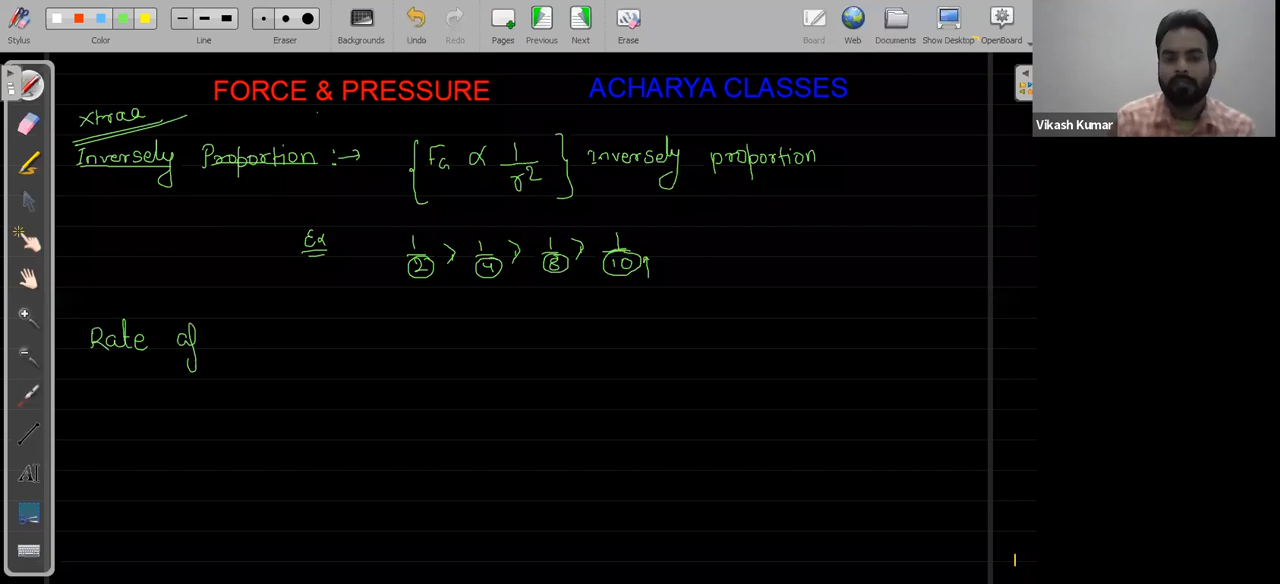 Stylus Color Line Eraser Backgrounds Undo Redo Pages Previous Next Erase Board Web Documents Show Desktop OpenBoard
FORCE & PRESSURE ACHARYA CLASSES
Vikash Kumar
Xtraa
Inversely Proportion :→ { FG ∝ 1/r² } Inversely proportion
Ex 1/2 > 1/4 > 1/8 > 1/10 ↑
Rate of
AI